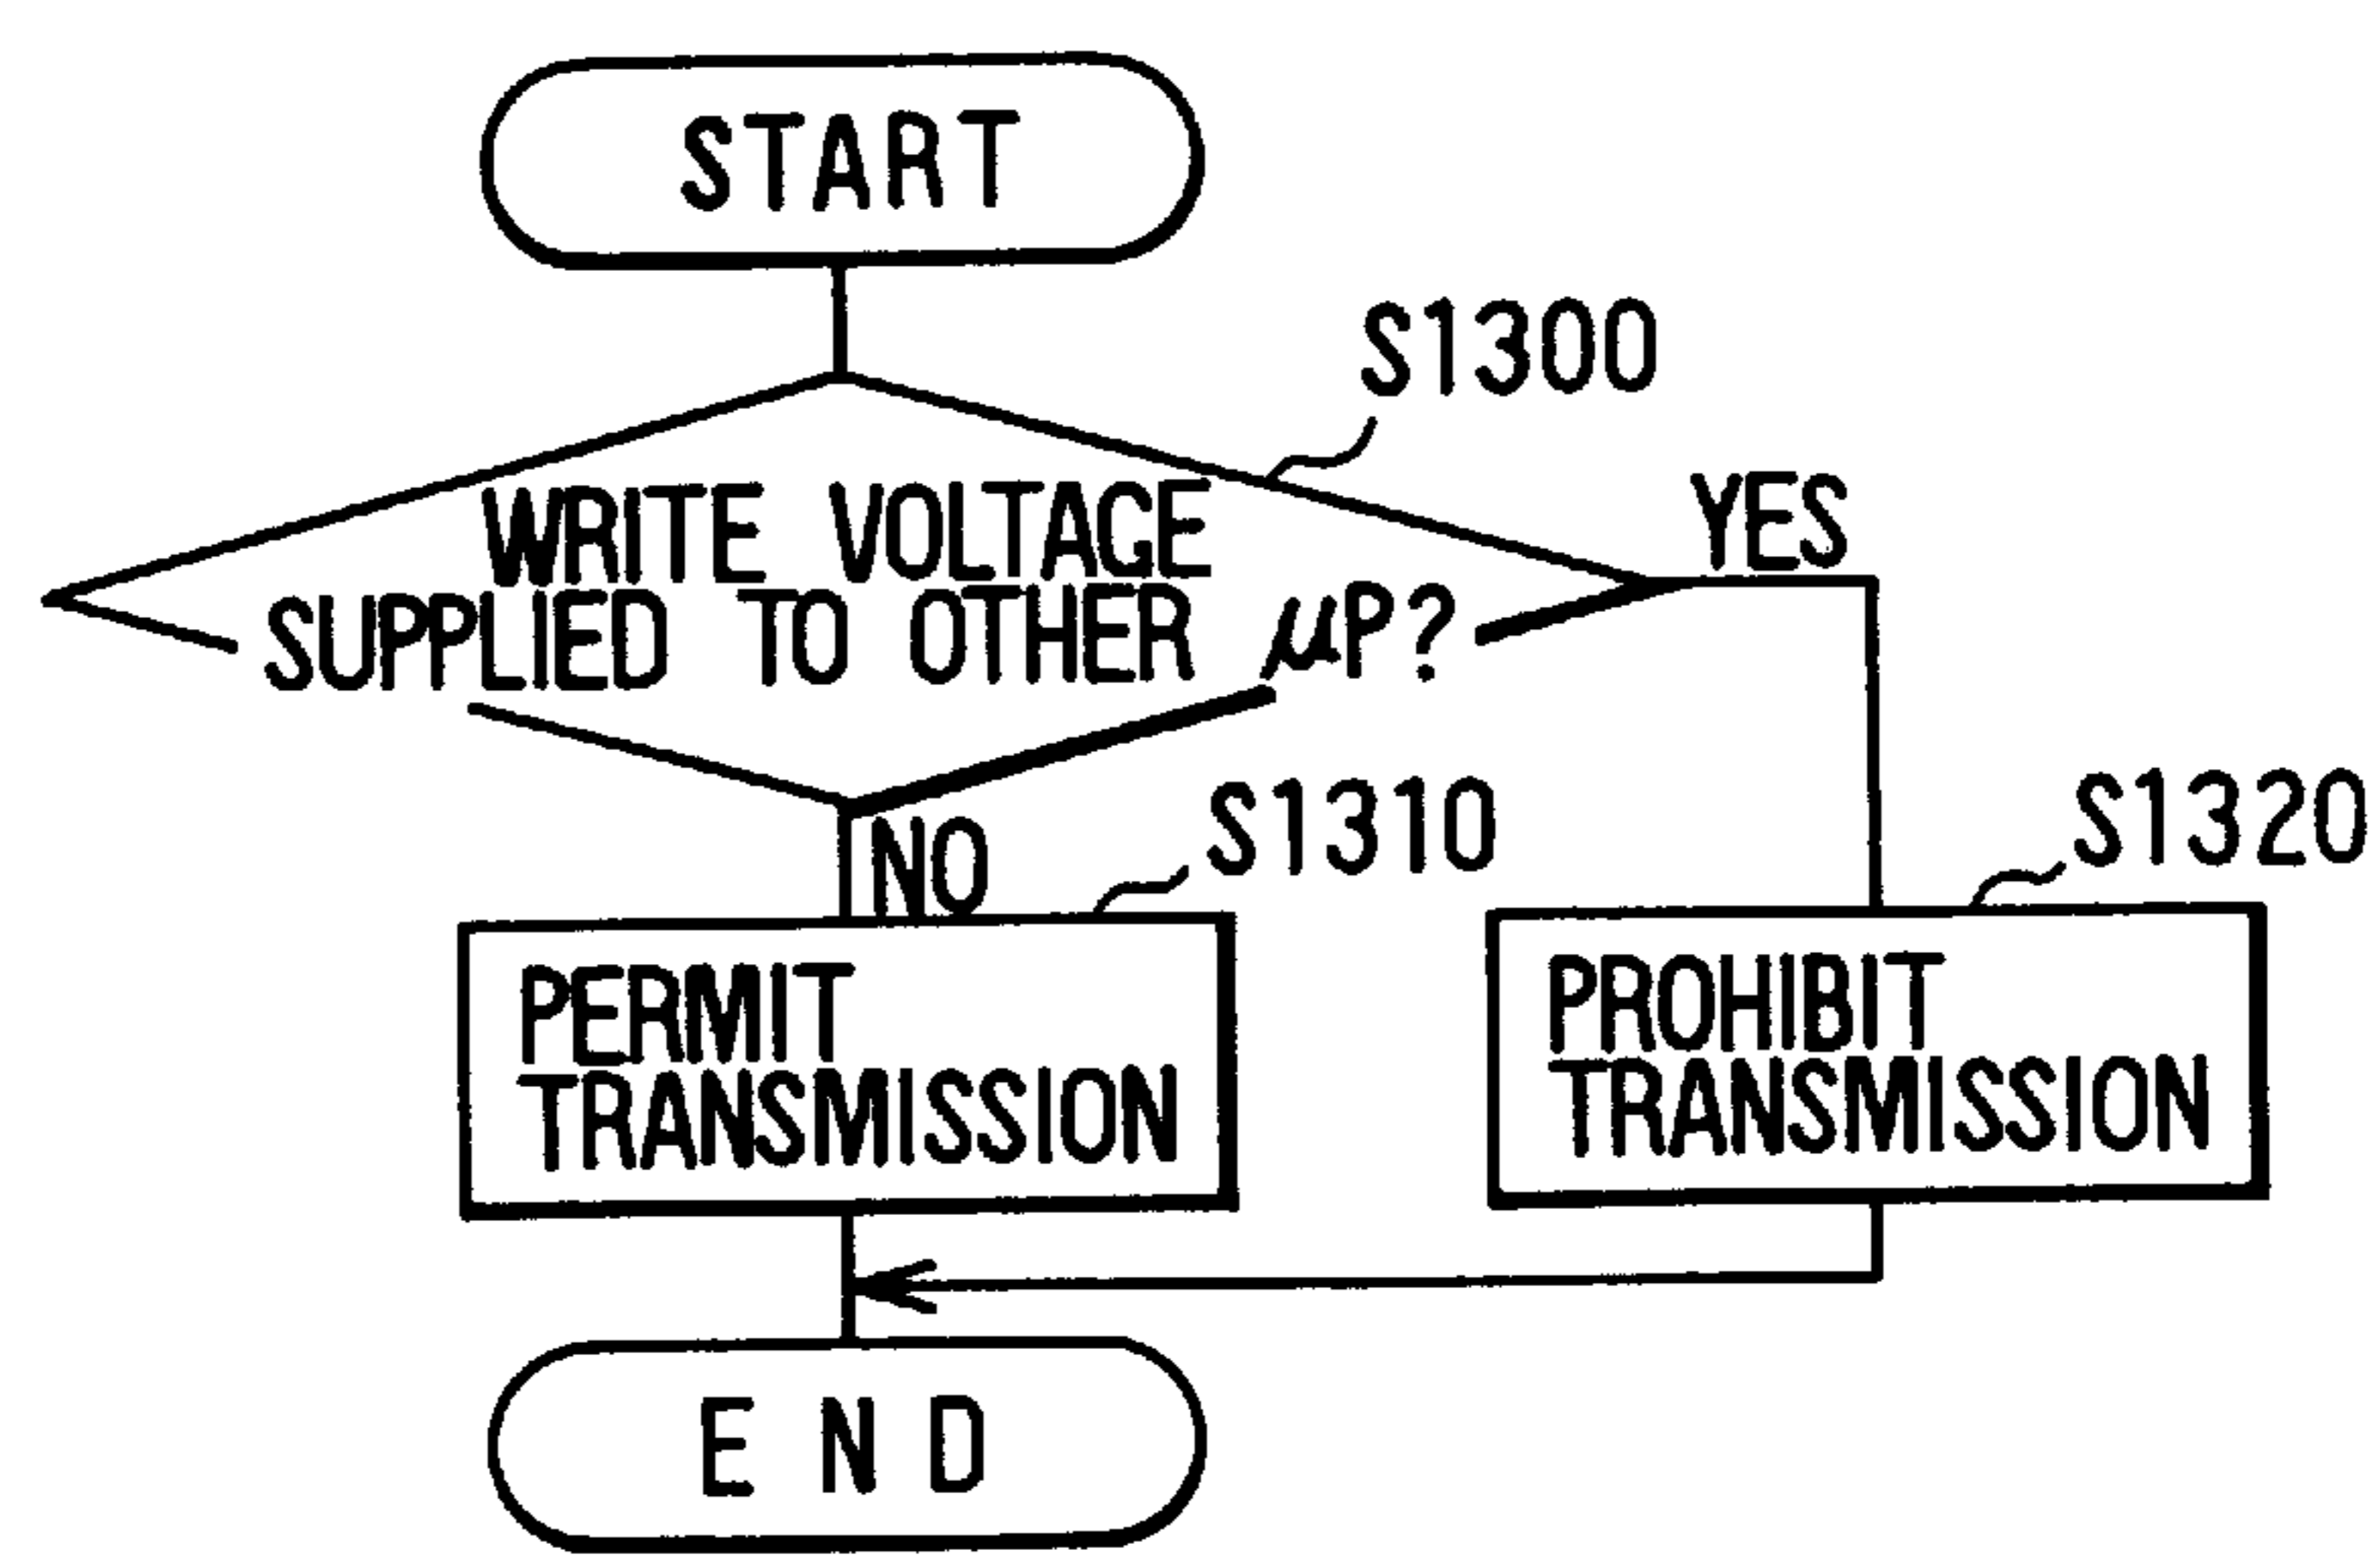 START
S1300
WRITE VOLTAGE
SUPPLIED TO OTHER μP?
YES
NO
S1310
S1320
PERMIT
TRANSMISSION
PROHIBIT
TRANSMISSION
END